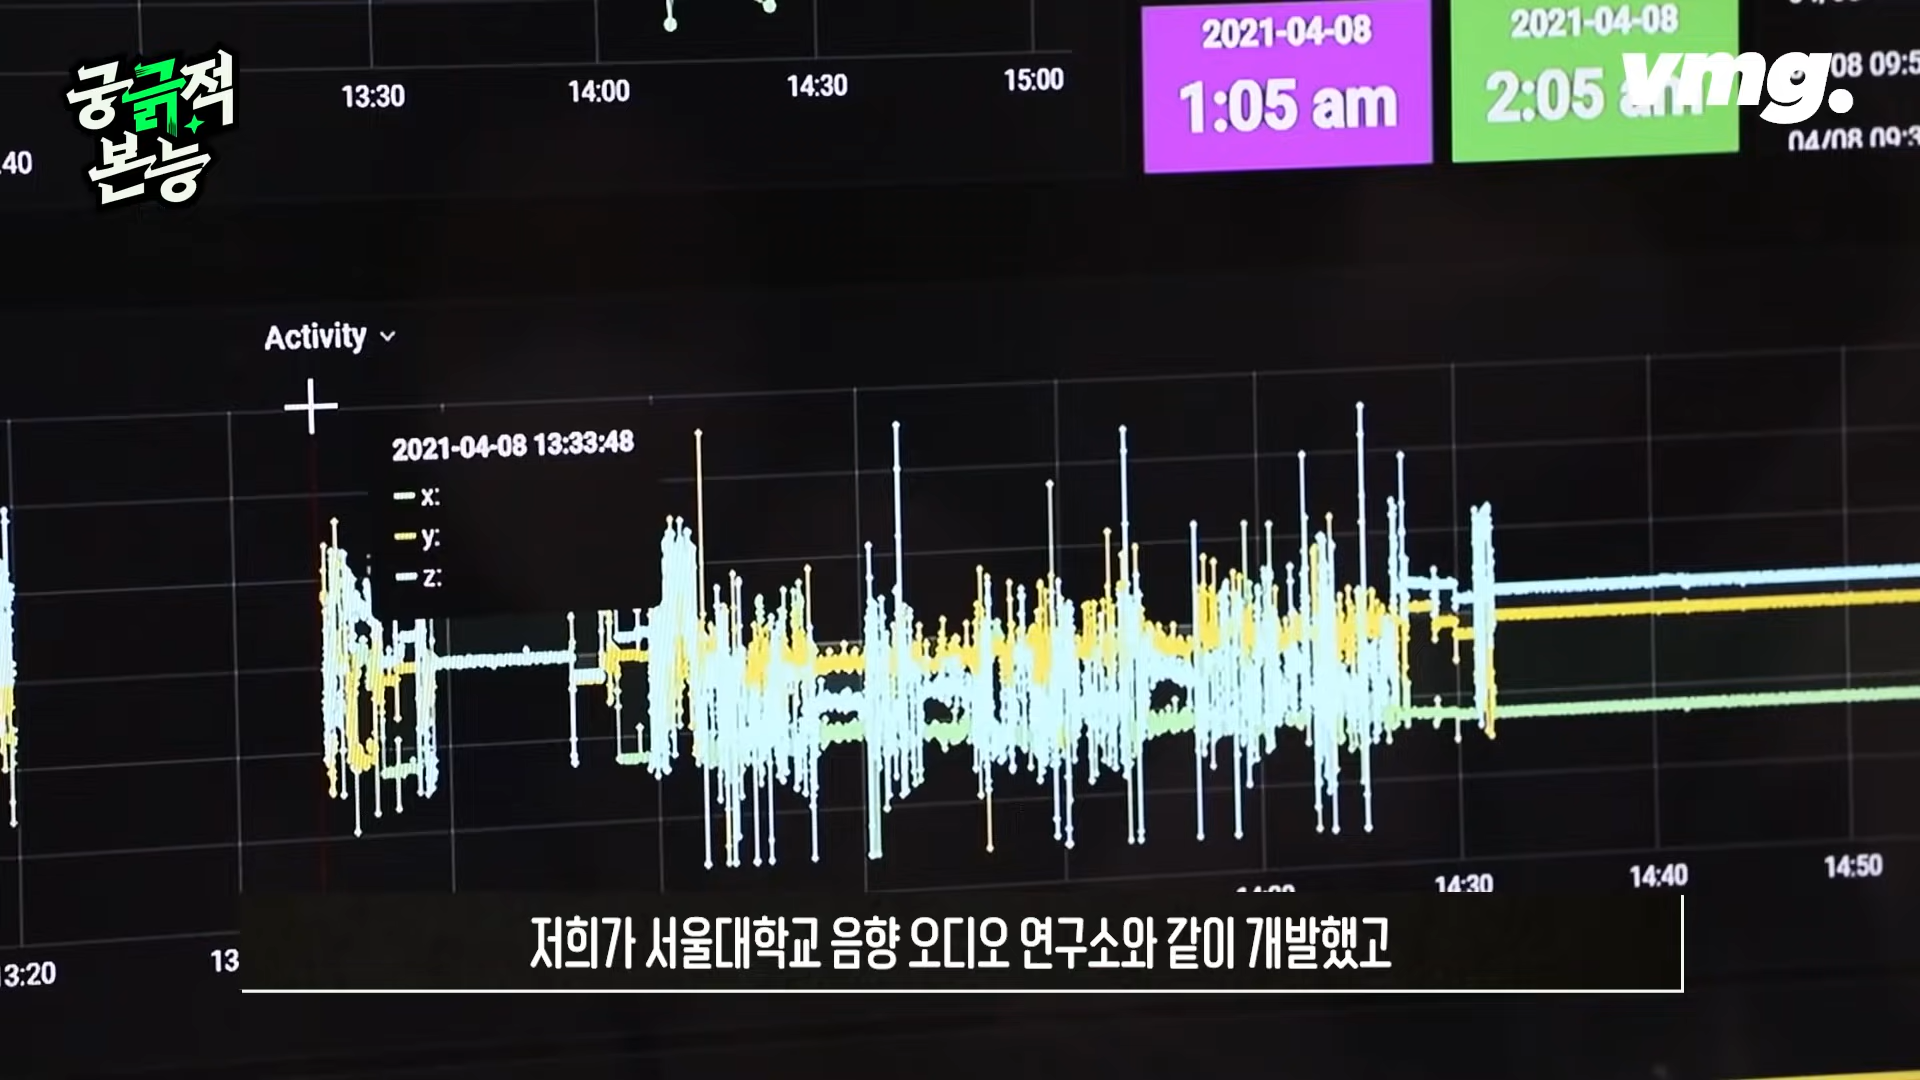 궁금적
본능
vmg.
13:30
14:00
14:30
15:00
2021-04-08
1:05 am
2021-04-08
2:05 am
Activity
2021-04-08 13:33:48
x:
y:
z:
14:30
14:40
14:50
저희가 서울대학교 음향 오디오 연구소와 같이 개발했고